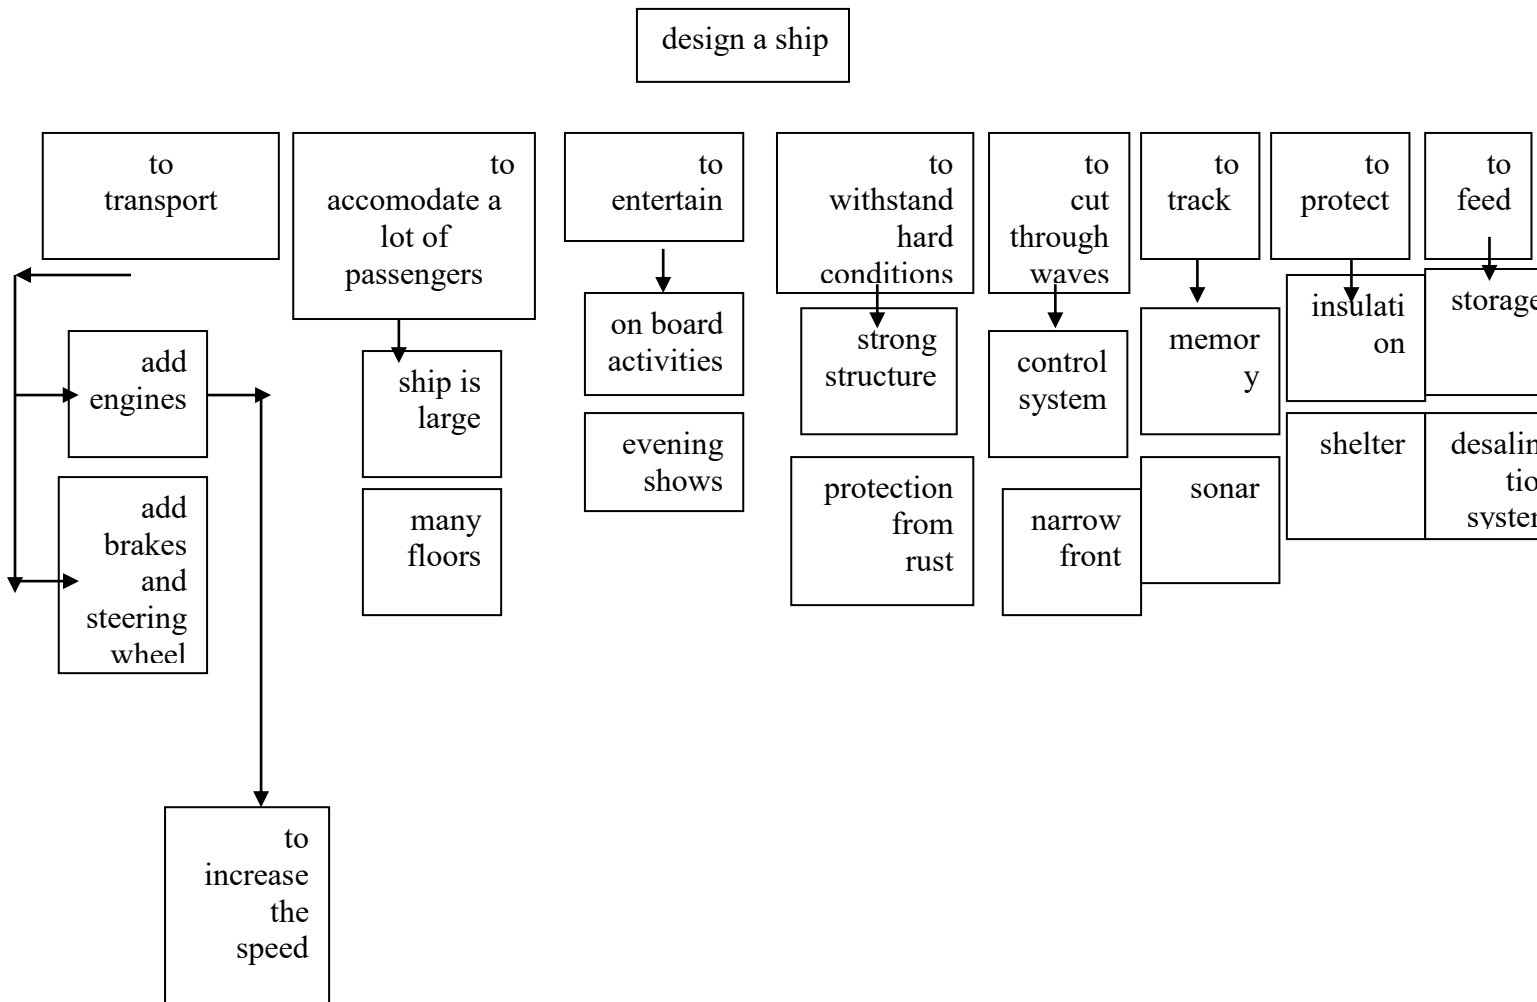 design a ship
to
transport
to
accomodate a
lot of
passengers
to
entertain
to
withstand
hard
conditions
to
cut
through
waves
to
track
to
protect
to
feed
add
engines
add
brakes
and
steering
wheel
ship is
large
many
floors
on board
activities
evening
shows
strong
structure
protection
from
rust
control
system
narrow
front
memor
y
sonar
insulati
on
shelter
storage
desalin
tio
system
to
increase
the
speed